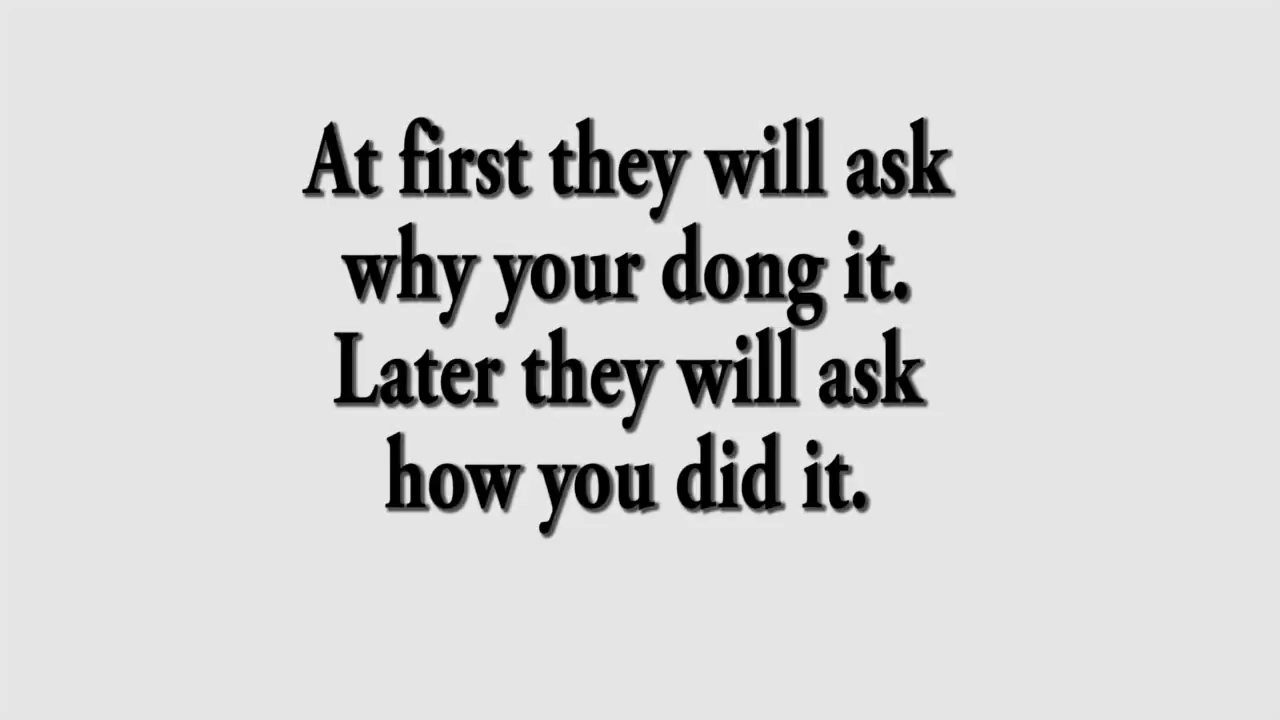 At first they will ask
why your dong it.
Later they will ask
how you did it.